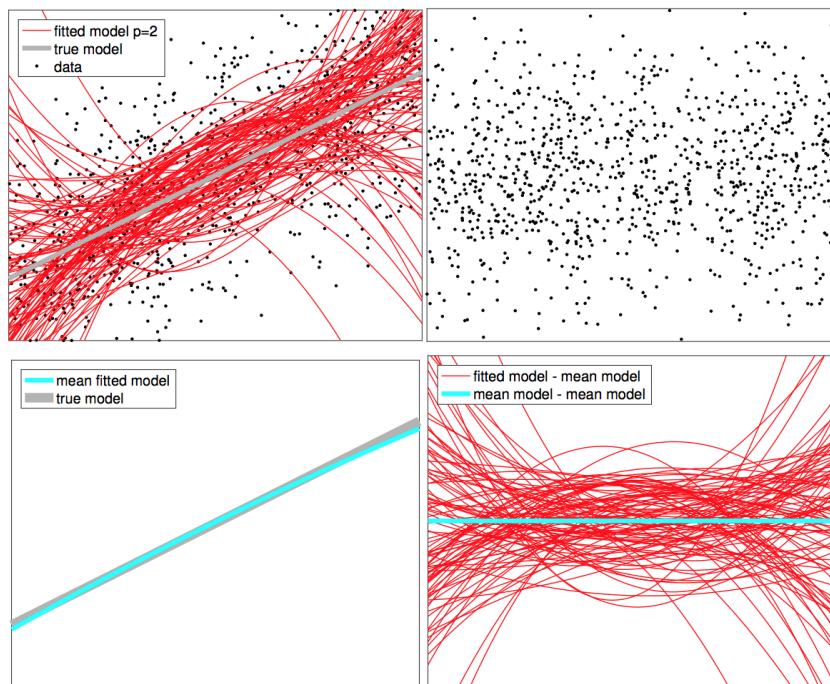 fitted model p=2
true model
data
mean fitted model
true model
fitted model - mean model
mean model - mean model